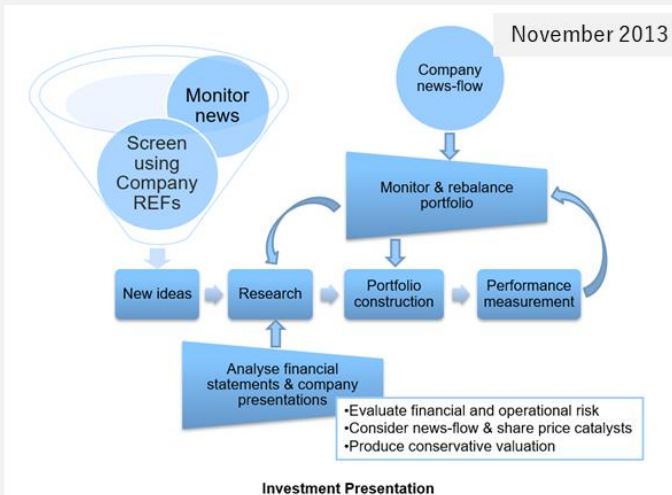 November 2013
Monitor
news
Screen
using
Company
REFs
Company
news-flow
Monitor & rebalance
portfolio
New ideas
Research
Portfolio
construction
Performance
measurement
Analyse financial
statements & company
presentations
•Evaluate financial and operational risk
•Consider news-flow & share price catalysts
•Produce conservative valuation
Investment Presentation